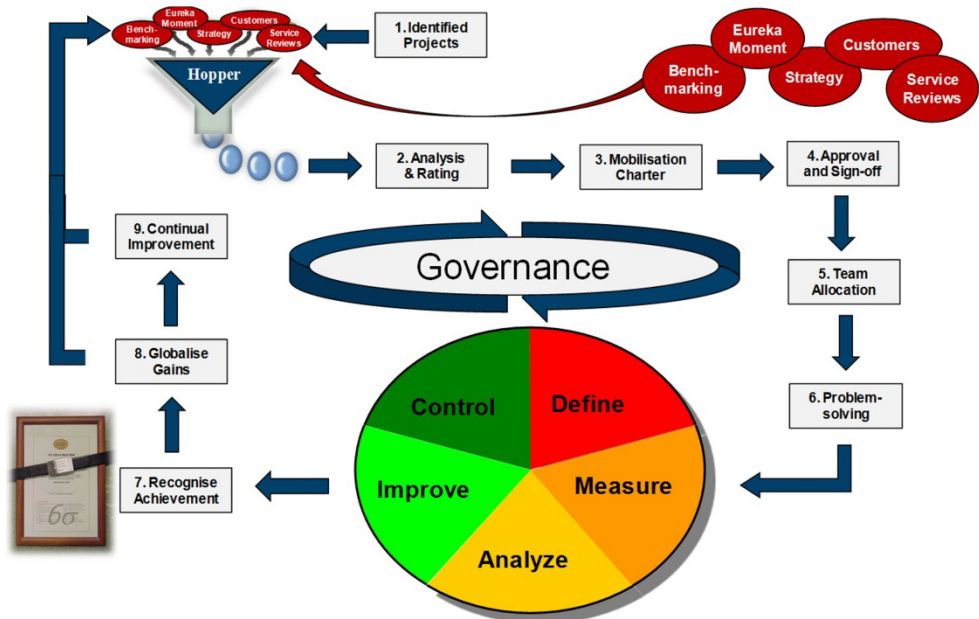 Eureka
Moment
Customers
Bench-
marking
Strategy
Service
Reviews
1. Identified
Projects
Eureka
Moment
Customers
Bench-
marking
Strategy
Service
Reviews
Hopper
2. Analysis
& Rating
3. Mobilisation
Charter
4. Approval
and Sign-off
9. Continual
Improvement
Governance
5. Team
Allocation
8. Globalise
Gains
6. Problem-
solving
Control
Define
7. Recognise
Achievement
Improve
Measure
Analyze
6σ